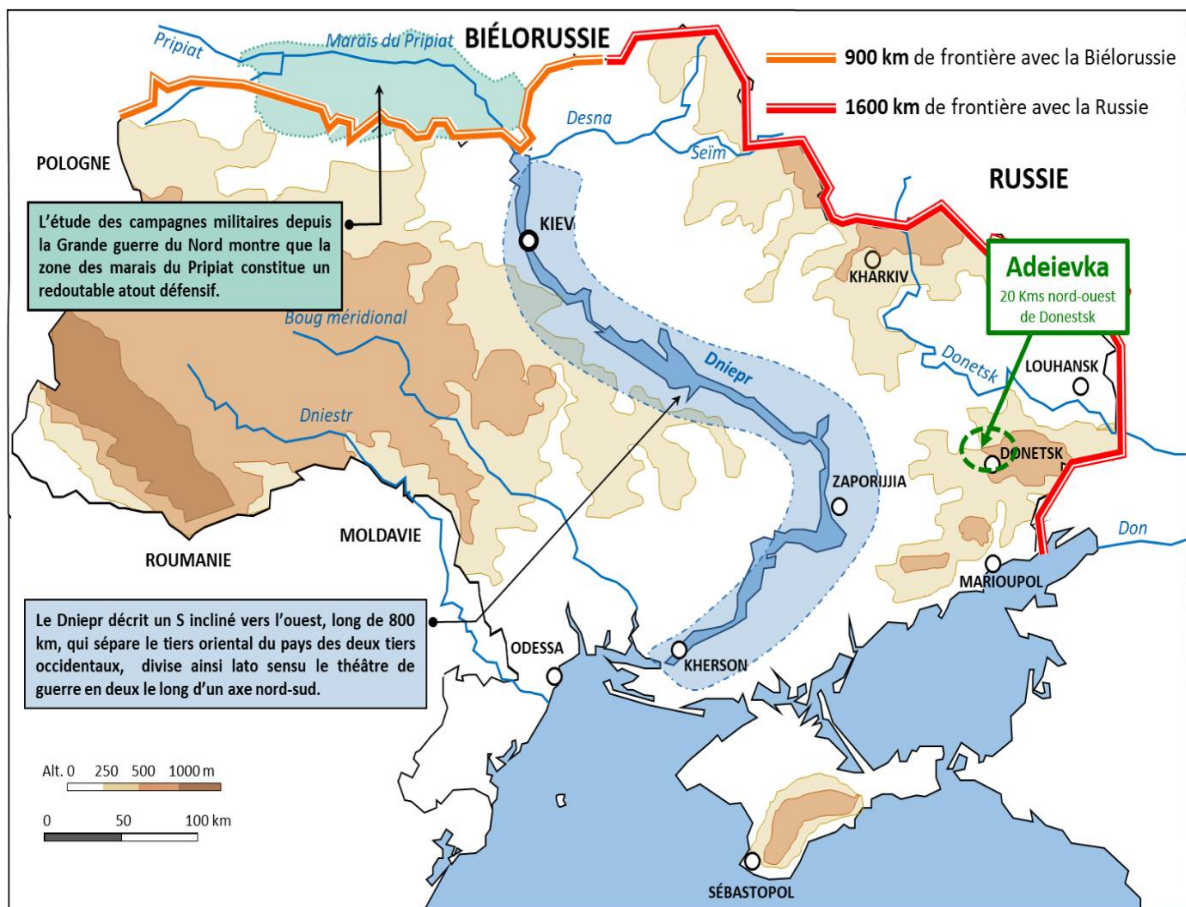 Pripiat
Marais du Pripiat
BIÉLORUSSIE
900 km de frontière avec la Biélorussie
1600 km de frontière avec la Russie
Desna
Seïm
POLOGNE
RUSSIE
L'étude des campagnes militaires depuis
la Grande guerre du Nord montre que la
zone des marais du Pripiat constitue un
redoutable atout défensif.
KIEV
KHARKIV
Adeievka
20 Kms nord-ouest
de Donestsk
Boug méridional
Dniepr
Donetsk
LOUHANSK
Dniestr
DONETSK
ZAPORIJJIA
MOLDAVIE
ROUMANIE
Don
MARIOUPOL
Le Dniepr décrit un S incliné vers l'ouest, long de 800
km, qui sépare le tiers oriental du pays des deux tiers
occidentaux, divise ainsi lato sensu le théâtre de
guerre en deux le long d'un axe nord-sud.
ODESSA
KHERSON
Alt. 0 250 500 1000 m
0 50 100 km
SÉBASTOPOL